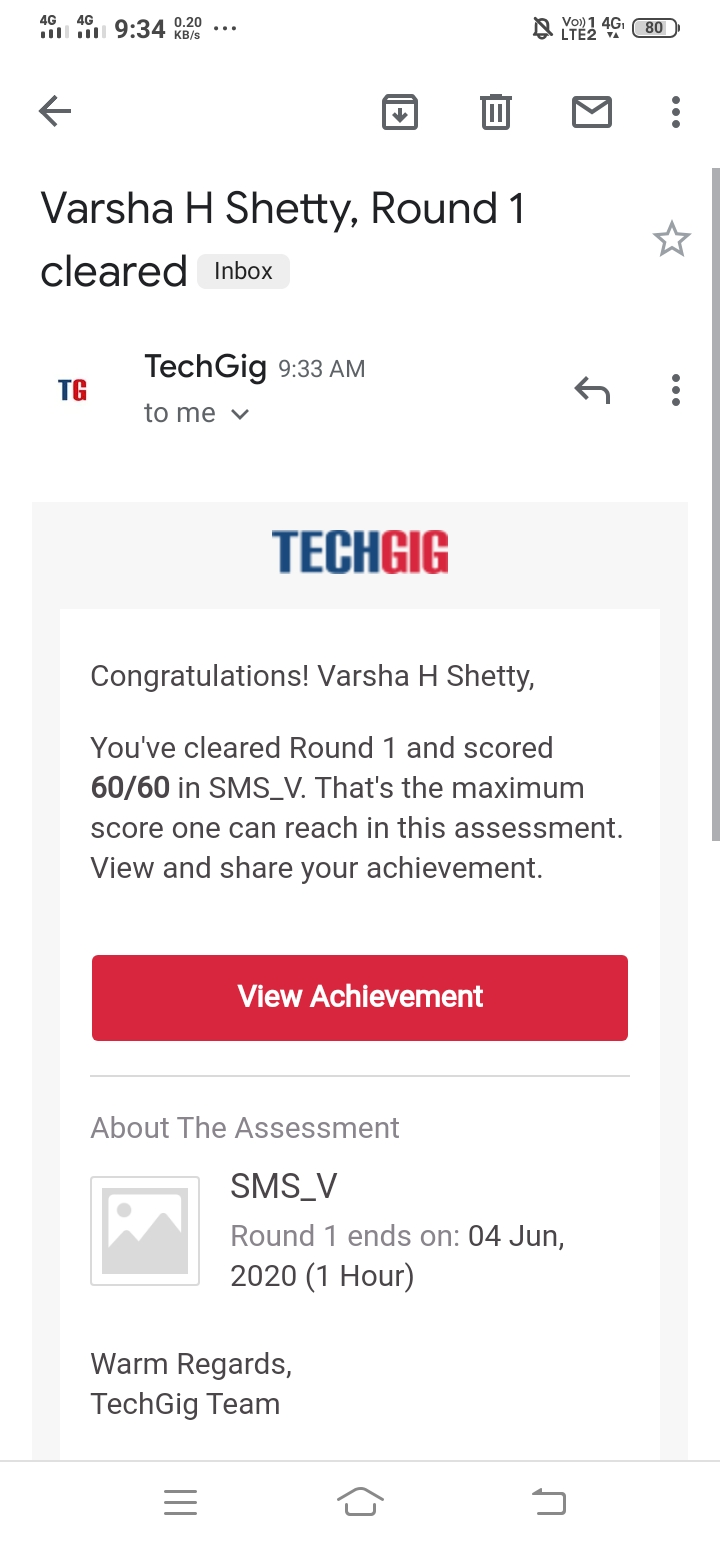 4G 4G 9:34 0.20 KB/s ... Vo)) 1 LTE2 4G 80
Varsha H Shetty, Round 1
cleared Inbox
TG TechGig 9:33 AM
to me
TECHGIG
Congratulations! Varsha H Shetty,
You've cleared Round 1 and scored
60/60 in SMS_V. That's the maximum
score one can reach in this assessment.
View and share your achievement.
View Achievement
About The Assessment
SMS_V
Round 1 ends on: 04 Jun,
2020 (1 Hour)
Warm Regards,
TechGig Team